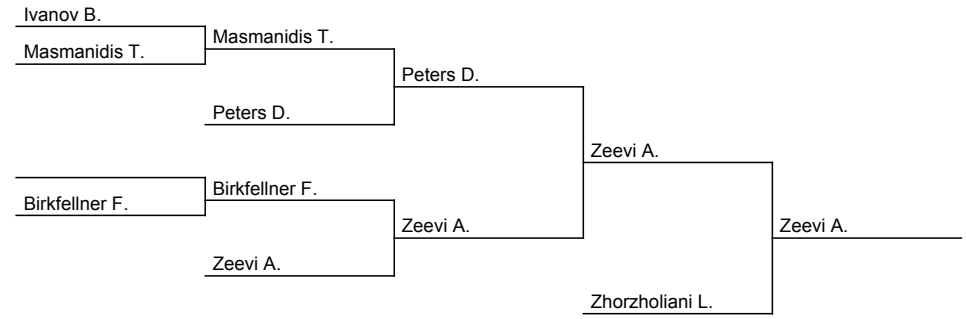 Ivanov B.
Masmanidis T.
Masmanidis T.
Peters D.
Peters D.
Zeevi A.
Birkfellner F.
Birkfellner F.
Zeevi A.
Zeevi A.
Zeevi A.
Zhorzholiani L.